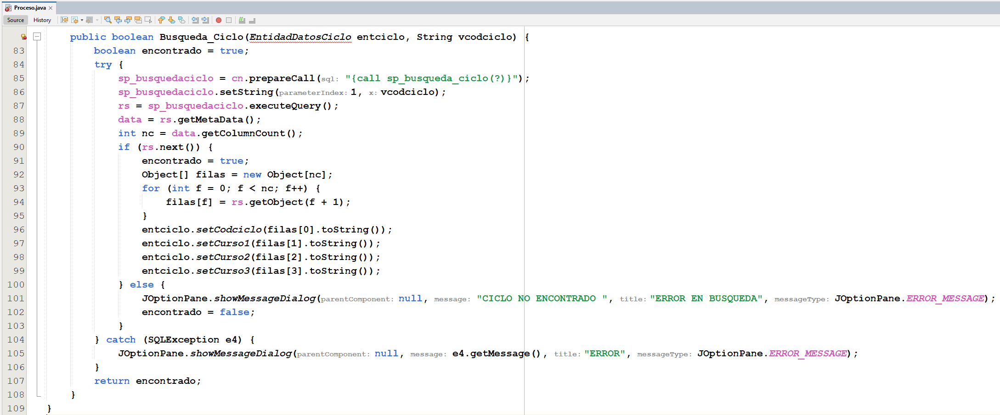 Proceso.java
Source History
public boolean Busqueda_Ciclo(EntidadDatosCiclo entciclo, String vcodciclo) {
83 boolean encontrado = true;
84 try {
85 sp_busquedaciclo = cn.prepareCall(sql: "{call sp_busqueda_ciclo(?)}");
86 sp_busquedaciclo.setString(parameterIndex: 1, x: vcodciclo);
87 rs = sp_busquedaciclo.executeQuery();
88 data = rs.getMetaData();
89 int nc = data.getColumnCount();
90 if (rs.next()) {
91 encontrado = true;
92 Object[] filas = new Object[nc];
93 for (int f = 0; f < nc; f++) {
94 filas[f] = rs.getObject(f + 1);
95 }
96 entciclo.setCodciclo(filas[0].toString());
97 entciclo.setCurso1(filas[1].toString());
98 entciclo.setCurso2(filas[2].toString());
99 entciclo.setCurso3(filas[3].toString());
100 } else {
101 JOptionPane.showMessageDialog(parentComponent: null, message: "CICLO NO ENCONTRADO ", title: "ERROR EN BUSQUEDA", messageType: JOptionPane.ERROR_MESSAGE);
102 encontrado = false;
103 }
104 } catch (SQLException e4) {
105 JOptionPane.showMessageDialog(parentComponent: null, message: e4.getMessage(), title: "ERROR", messageType: JOptionPane.ERROR_MESSAGE);
106 }
107 return encontrado;
108 }
109 }